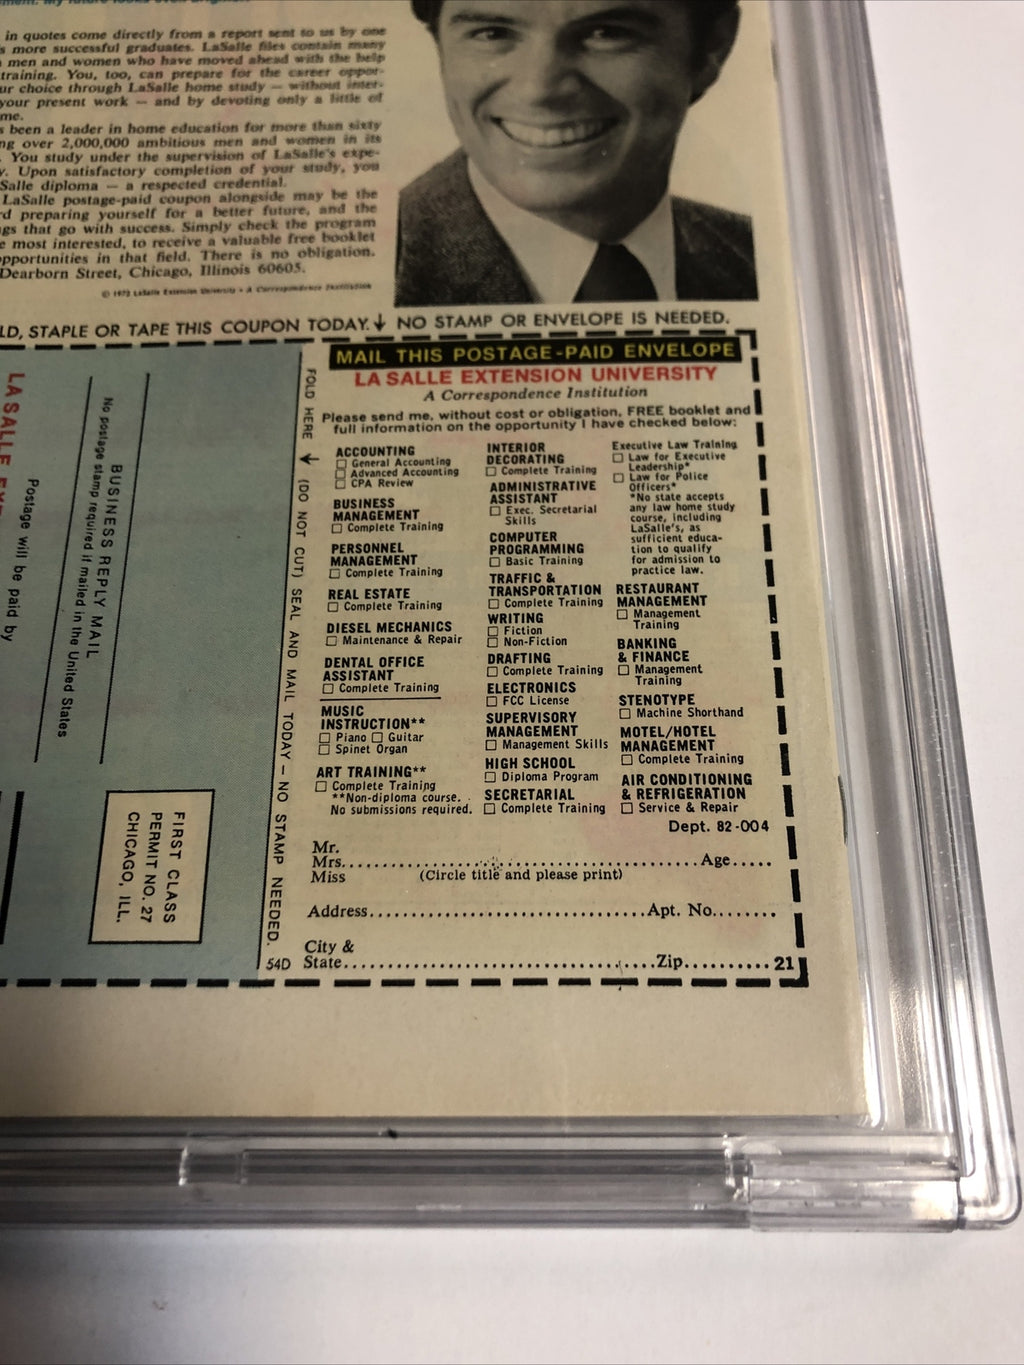 in quotes come directly from a report sent to us by one
more successful graduates. LaSalle files contain many
men and women who have moved ahead with the help
training. You, too, can prepare for the career oppor-
ur choice through LaSalle home study — without inter-
your present work — and by devoting only a little of
me.
s been a leader in home education for more than sixty
ng over 2,000,000 ambitious men and women in its
. You study under the supervision of LaSalle's expe-
y. Upon satisfactory completion of your study, you
Salle diploma — a respected credential.
LaSalle postage-paid coupon alongside may be the
rd preparing yourself for a better future, and the
gs that go with success. Simply check the program
e most interested, to receive a valuable free booklet
pportunities in that field. There is no obligation.
Dearborn Street, Chicago, Illinois 60605.
LaSalle Extension University • A Correspondence Institution
LD, STAPLE OR TAPE THIS COUPON TODAY. ↓ NO STAMP OR ENVELOPE IS NEEDED.
LA SALLE
Postage will be paid by
No postage stamp required if mailed in the United States
BUSINESS REPLY MAIL
FIRST CLASS
PERMIT NO. 27
CHICAGO, ILL.
FOLD HERE ↓ (DO NOT CUT) SEAL AND MAIL TODAY — NO STAMP NEEDED.
MAIL THIS POSTAGE-PAID ENVELOPE
LA SALLE EXTENSION UNIVERSITY
A Correspondence Institution
Please send me, without cost or obligation, FREE booklet and
full information on the opportunity I have checked below:
ACCOUNTING
□ General Accounting
□ Advanced Accounting
□ CPA Review
BUSINESS
MANAGEMENT
□ Complete Training
PERSONNEL
MANAGEMENT
□ Complete Training
REAL ESTATE
□ Complete Training
DIESEL MECHANICS
□ Maintenance & Repair
DENTAL OFFICE
ASSISTANT
□ Complete Training
MUSIC
INSTRUCTION**
□ Piano □ Guitar
□ Spinet Organ
ART TRAINING**
□ Complete Training
**Non-diploma course.
No submissions required.
INTERIOR
DECORATING
□ Complete Training
ADMINISTRATIVE
ASSISTANT
□ Exec. Secretarial
Skills
COMPUTER
PROGRAMMING
□ Basic Training
TRAFFIC &
TRANSPORTATION
□ Complete Training
WRITING
□ Fiction
□ Non-Fiction
DRAFTING
□ Complete Training
ELECTRONICS
□ FCC License
SUPERVISORY
MANAGEMENT
□ Management Skills
HIGH SCHOOL
□ Diploma Program
SECRETARIAL
□ Complete Training
Executive Law Training
□ Law for Executive
Leadership*
□ Law for Police
Officers*
*No state accepts
any law home study
course, including
LaSalle's, as
sufficient educa-
tion to qualify
for admission to
practice law.
RESTAURANT
MANAGEMENT
□ Management
Training
BANKING
& FINANCE
□ Management
Training
STENOTYPE
□ Machine Shorthand
MOTEL/HOTEL
MANAGEMENT
□ Complete Training
AIR CONDITIONING
& REFRIGERATION
□ Service & Repair
Dept. 82-004
Mr.
Mrs..............................Age.....
Miss (Circle title and please print)
Address..............................Apt. No........
City &
54D State..............................Zip..........21